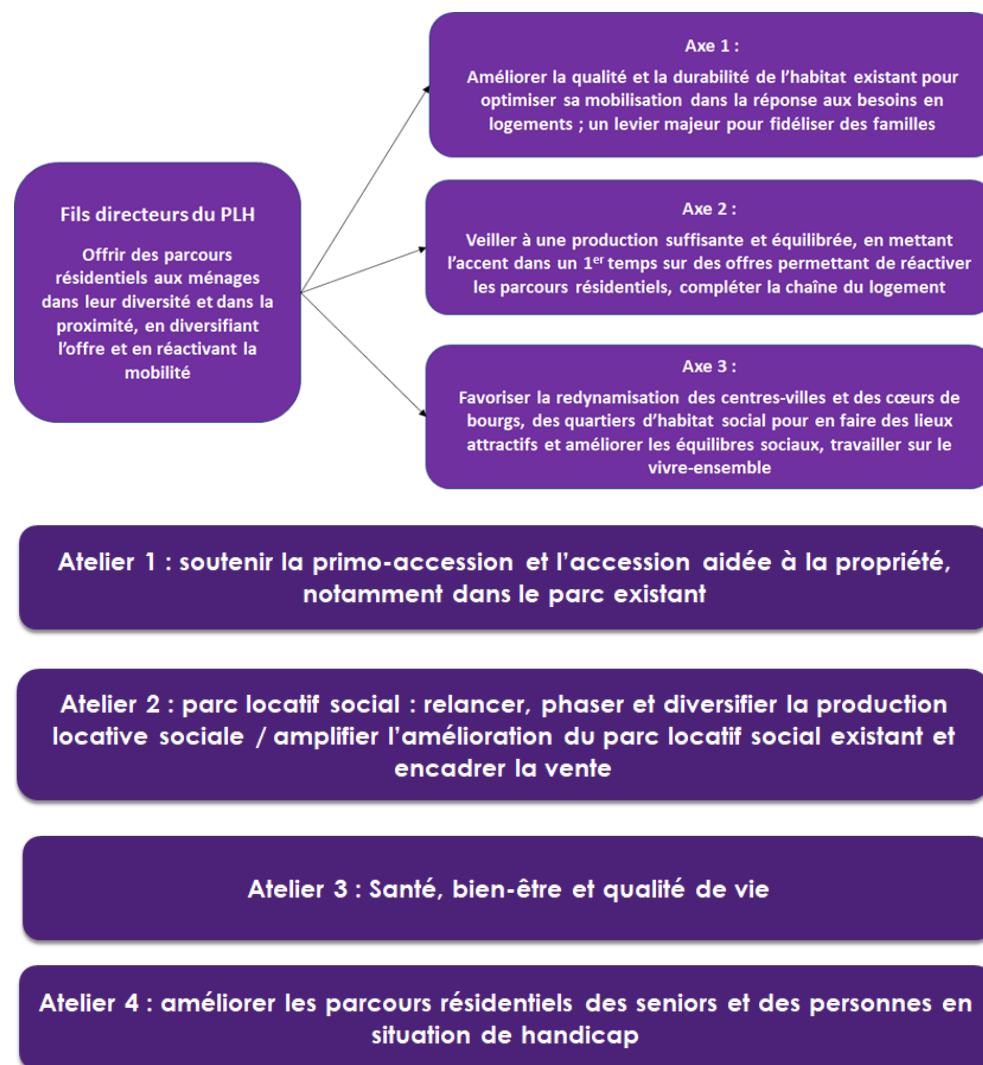 Fils directeurs du PLH
Offrir des parcours
résidentiels aux ménages
dans leur diversité et dans la
proximité, en diversifiant
l'offre et en réactivant la
mobilité
Axe 1 :
Améliorer la qualité et la durabilité de l'habitat existant pour
optimiser sa mobilisation dans la réponse aux besoins en
logements ; un levier majeur pour fidéliser des familles
Axe 2 :
Veiller à une production suffisante et équilibrée, en mettant
l'accent dans un 1er temps sur des offres permettant de réactiver
les parcours résidentiels, compléter la chaîne du logement
Axe 3 :
Favoriser la redynamisation des centres-villes et des cœurs de
bourgs, des quartiers d'habitat social pour en faire des lieux
attractifs et améliorer les équilibres sociaux, travailler sur le
vivre-ensemble
Atelier 1 : soutenir la primo-accession et l'accession aidée à la propriété,
notamment dans le parc existant
Atelier 2 : parc locatif social : relancer, phaser et diversifier la production
locative sociale / amplifier l'amélioration du parc locatif social existant et
encadrer la vente
Atelier 3 : Santé, bien-être et qualité de vie
Atelier 4 : améliorer les parcours résidentiels des seniors et des personnes en
situation de handicap